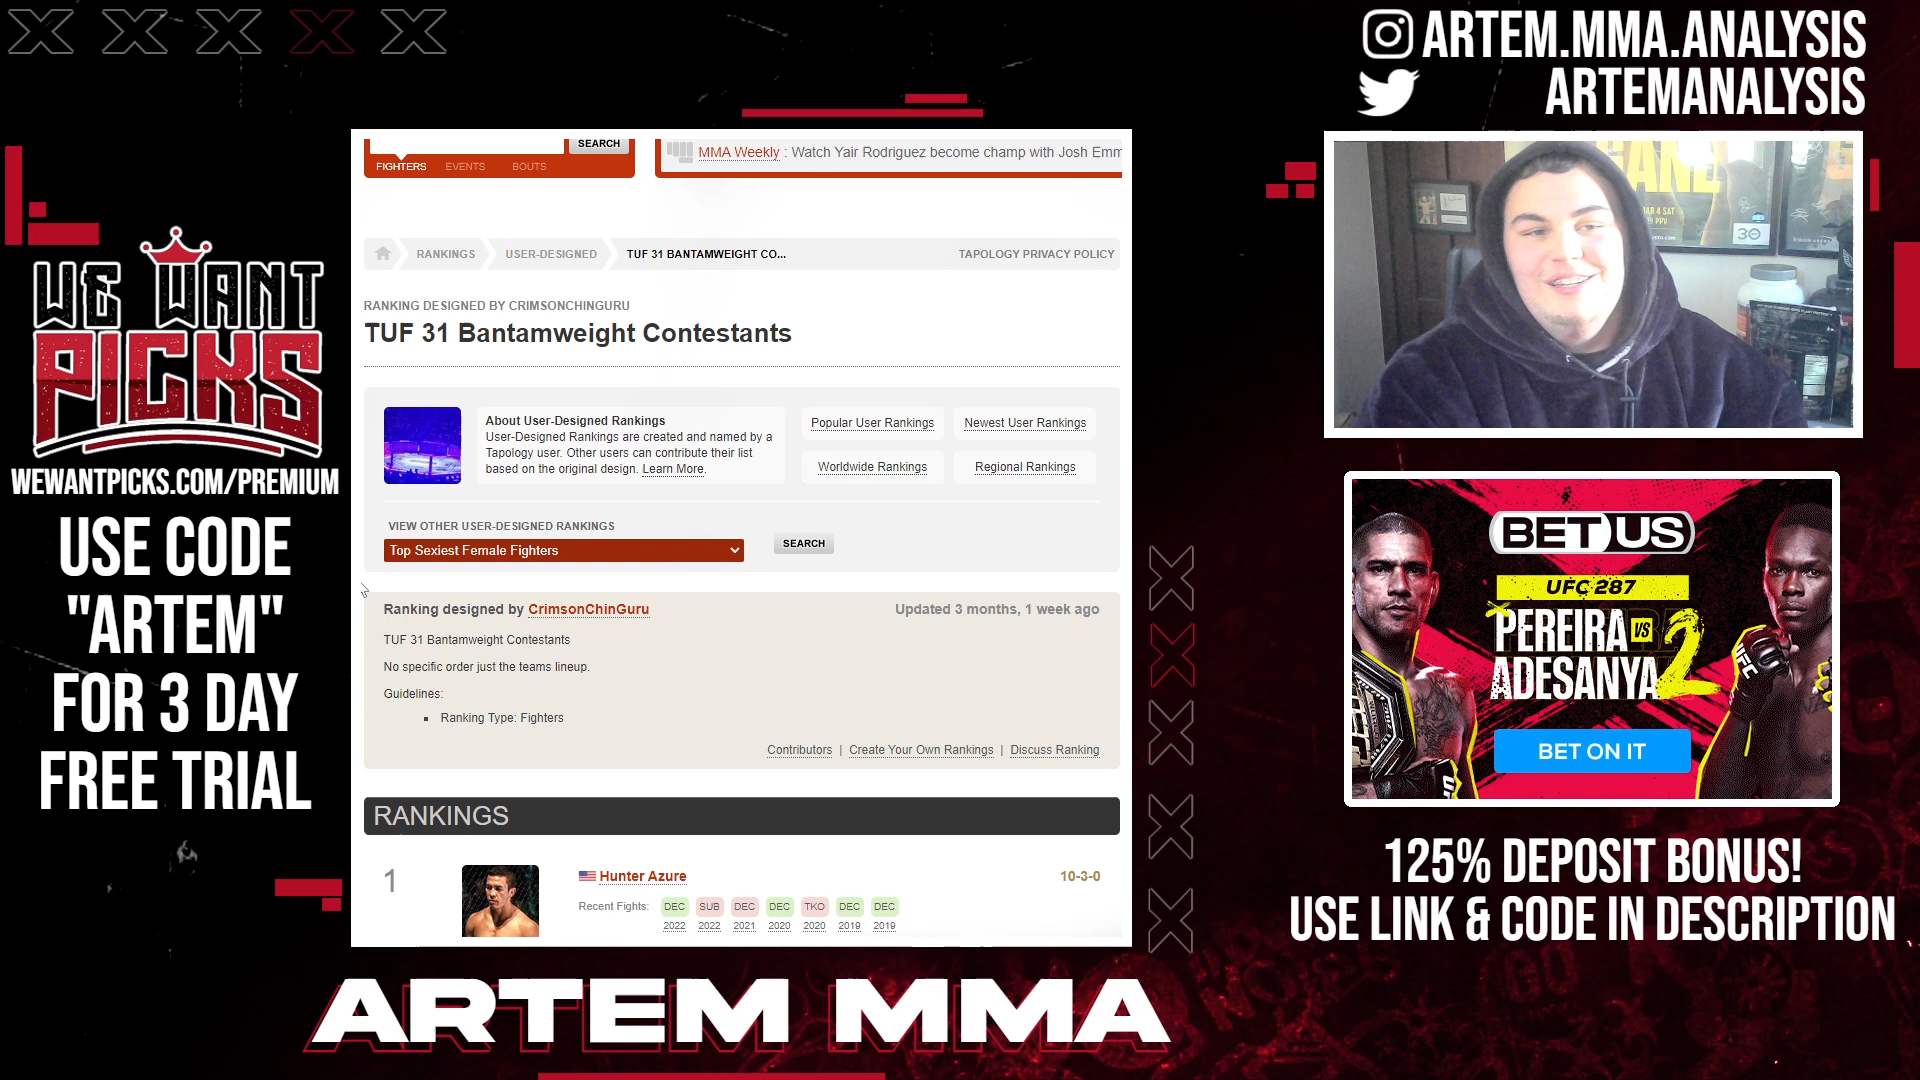 ARTEM.MMA.ANALYSIS
ARTEMANALYSIS
WE WANT
PICKS
WEWANTPICKS.COM/PREMIUM
USE CODE
"ARTEM"
FOR 3 DAY
FREE TRIAL
SEARCH
FIGHTERS EVENTS BOUTS
MMA Weekly : Watch Yair Rodriguez become champ with Josh Emm
RANKINGS USER-DESIGNED TUF 31 BANTAMWEIGHT CO... TAPOLOGY PRIVACY POLICY
RANKING DESIGNED BY CRIMSONCHINGURU
TUF 31 Bantamweight Contestants
About User-Designed Rankings
User-Designed Rankings are created and named by a
Tapology user. Other users can contribute their list
based on the original design. Learn More.
Popular User Rankings Newest User Rankings
Worldwide Rankings Regional Rankings
VIEW OTHER USER-DESIGNED RANKINGS
Top Sexiest Female Fighters
SEARCH
Ranking designed by CrimsonChinGuru Updated 3 months, 1 week ago
TUF 31 Bantamweight Contestants
No specific order just the teams lineup.
Guidelines:
Ranking Type: Fighters
Contributors | Create Your Own Rankings | Discuss Ranking
RANKINGS
1 Hunter Azure 10-3-0
Recent Fights: DEC SUB DEC DEC TKO DEC DEC
2022 2022 2021 2020 2020 2019 2019
ARTEM MMA
BETUS
UFC 287
PEREIRA VS
ADESANYA 2
BET ON IT
125% DEPOSIT BONUS!
USE LINK & CODE IN DESCRIPTION